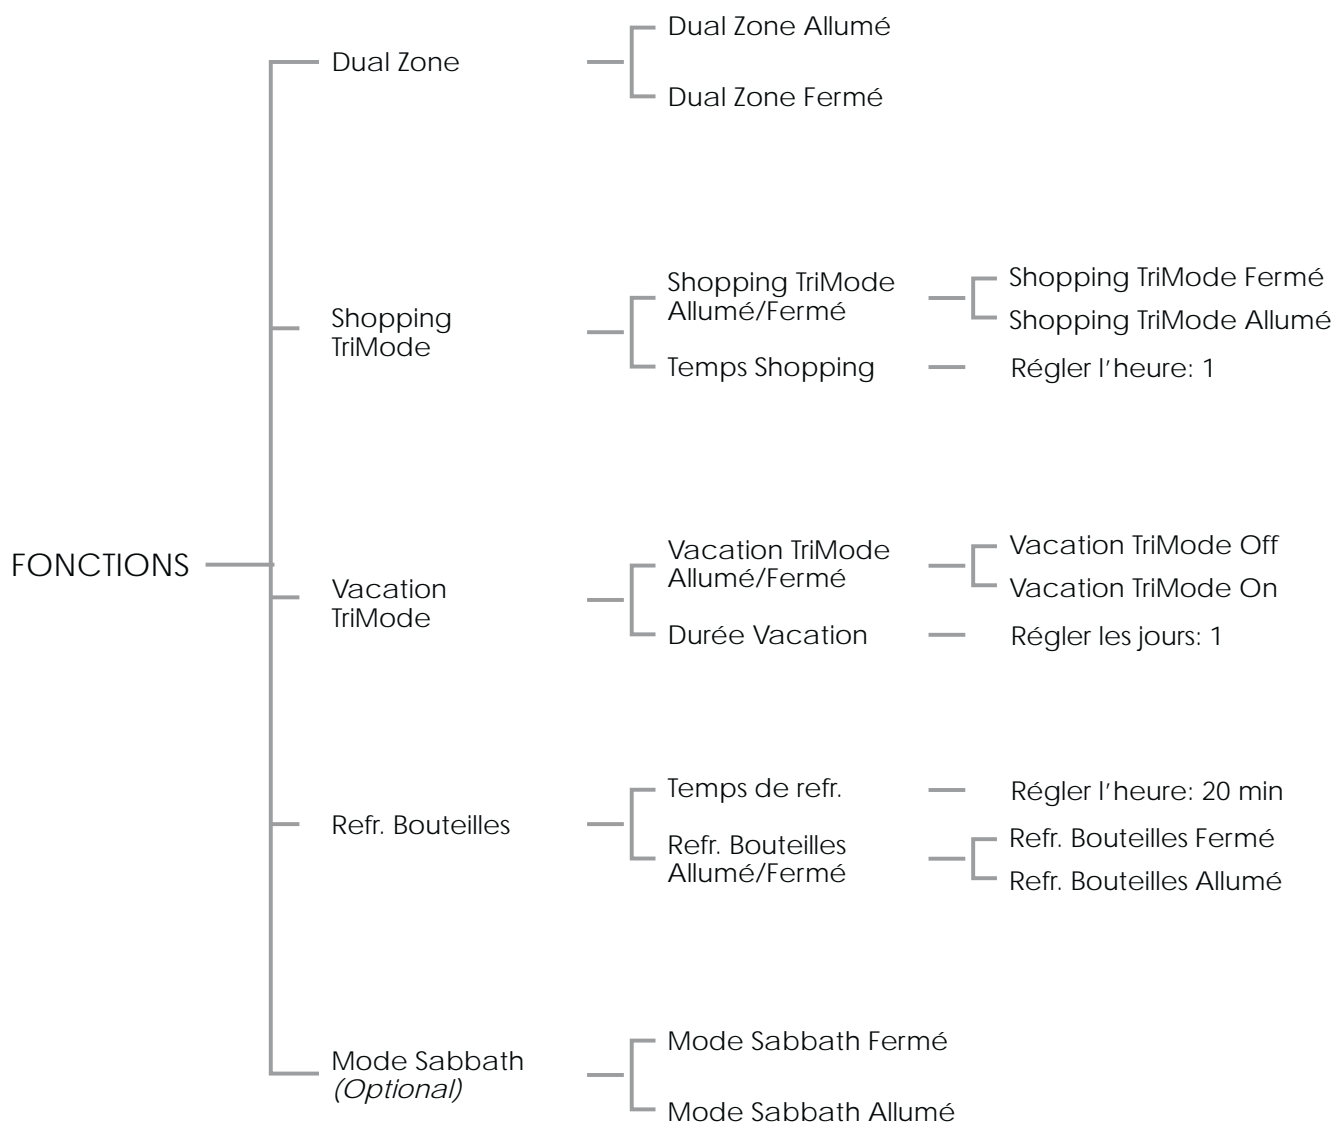 FONCTIONS
Dual Zone
Dual Zone Allumé
Dual Zone Fermé
Shopping
TriMode
Shopping TriMode
Allumé/Fermé
Shopping TriMode Fermé
Shopping TriMode Allumé
Temps Shopping
Régler l'heure: 1
Vacation
TriMode
Vacation TriMode
Allumé/Fermé
Vacation TriMode Off
Vacation TriMode On
Durée Vacation
Régler les jours: 1
Refr. Bouteilles
Temps de refr.
Régler l'heure: 20 min
Refr. Bouteilles
Allumé/Fermé
Refr. Bouteilles Fermé
Refr. Bouteilles Allumé
Mode Sabbath
(Optional)
Mode Sabbath Fermé
Mode Sabbath Allumé